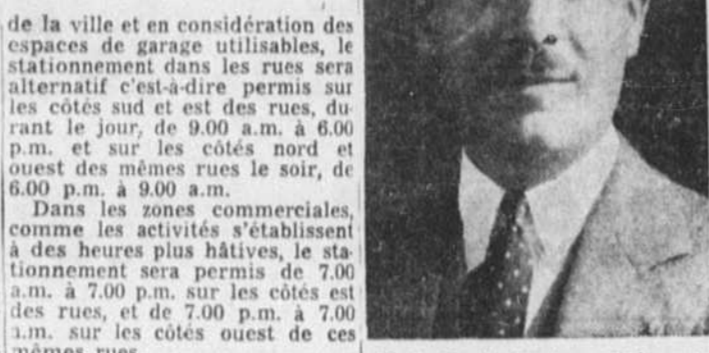 de la ville et en considération des
espaces de garage utilisables, le
stationnement dans les rues sera
alternatif c'est-à-dire permis sur
les côtés sud et est des rues, du-
rant le jour, de 9.00 a.m. à 6.00
p.m. et sur les côtés nord et
ouest des mêmes rues le soir, de
6.00 p.m. à 9.00 a.m.
Dans les zones commerciales,
comme les activités s'établissent
à des heures plus hâtives, le sta-
tionnement sera permis de 7.00
a.m. à 7.00 p.m. sur les côtés est
des rues, et de 7.00 p.m. à 7.00
a.m. sur les côtés ouest de ces
mêmes rues